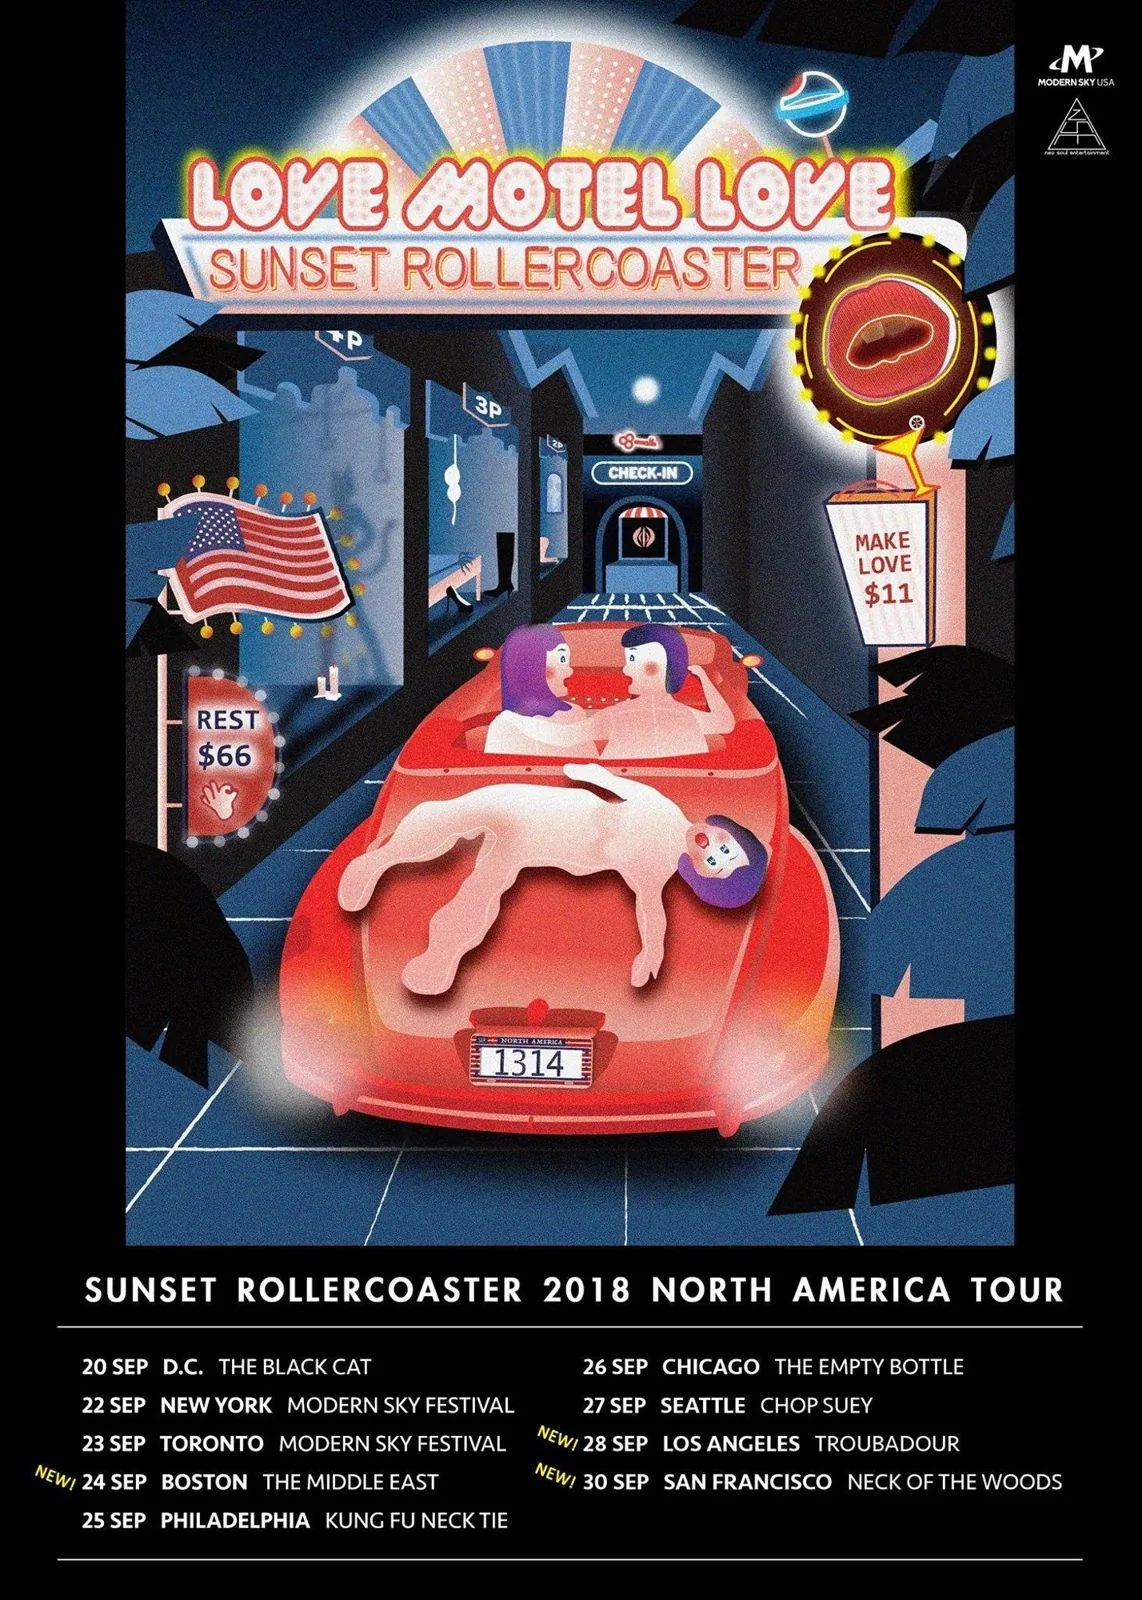 MODERN SKY USA
neo soul entertainment
LOVE MOTEL LOVE
SUNSET ROLLERCOASTER
4P
3P
2P
CHECK-IN
MAKE
LOVE
$11
REST
$66
NORTH AMERICA
1314
SUNSET ROLLERCOASTER 2018 NORTH AMERICA TOUR
20 SEP D.C. THE BLACK CAT
22 SEP NEW YORK MODERN SKY FESTIVAL
23 SEP TORONTO MODERN SKY FESTIVAL
NEW! 24 SEP BOSTON THE MIDDLE EAST
25 SEP PHILADELPHIA KUNG FU NECK TIE
26 SEP CHICAGO THE EMPTY BOTTLE
27 SEP SEATTLE CHOP SUEY
NEW! 28 SEP LOS ANGELES TROUBADOUR
NEW! 30 SEP SAN FRANCISCO NECK OF THE WOODS